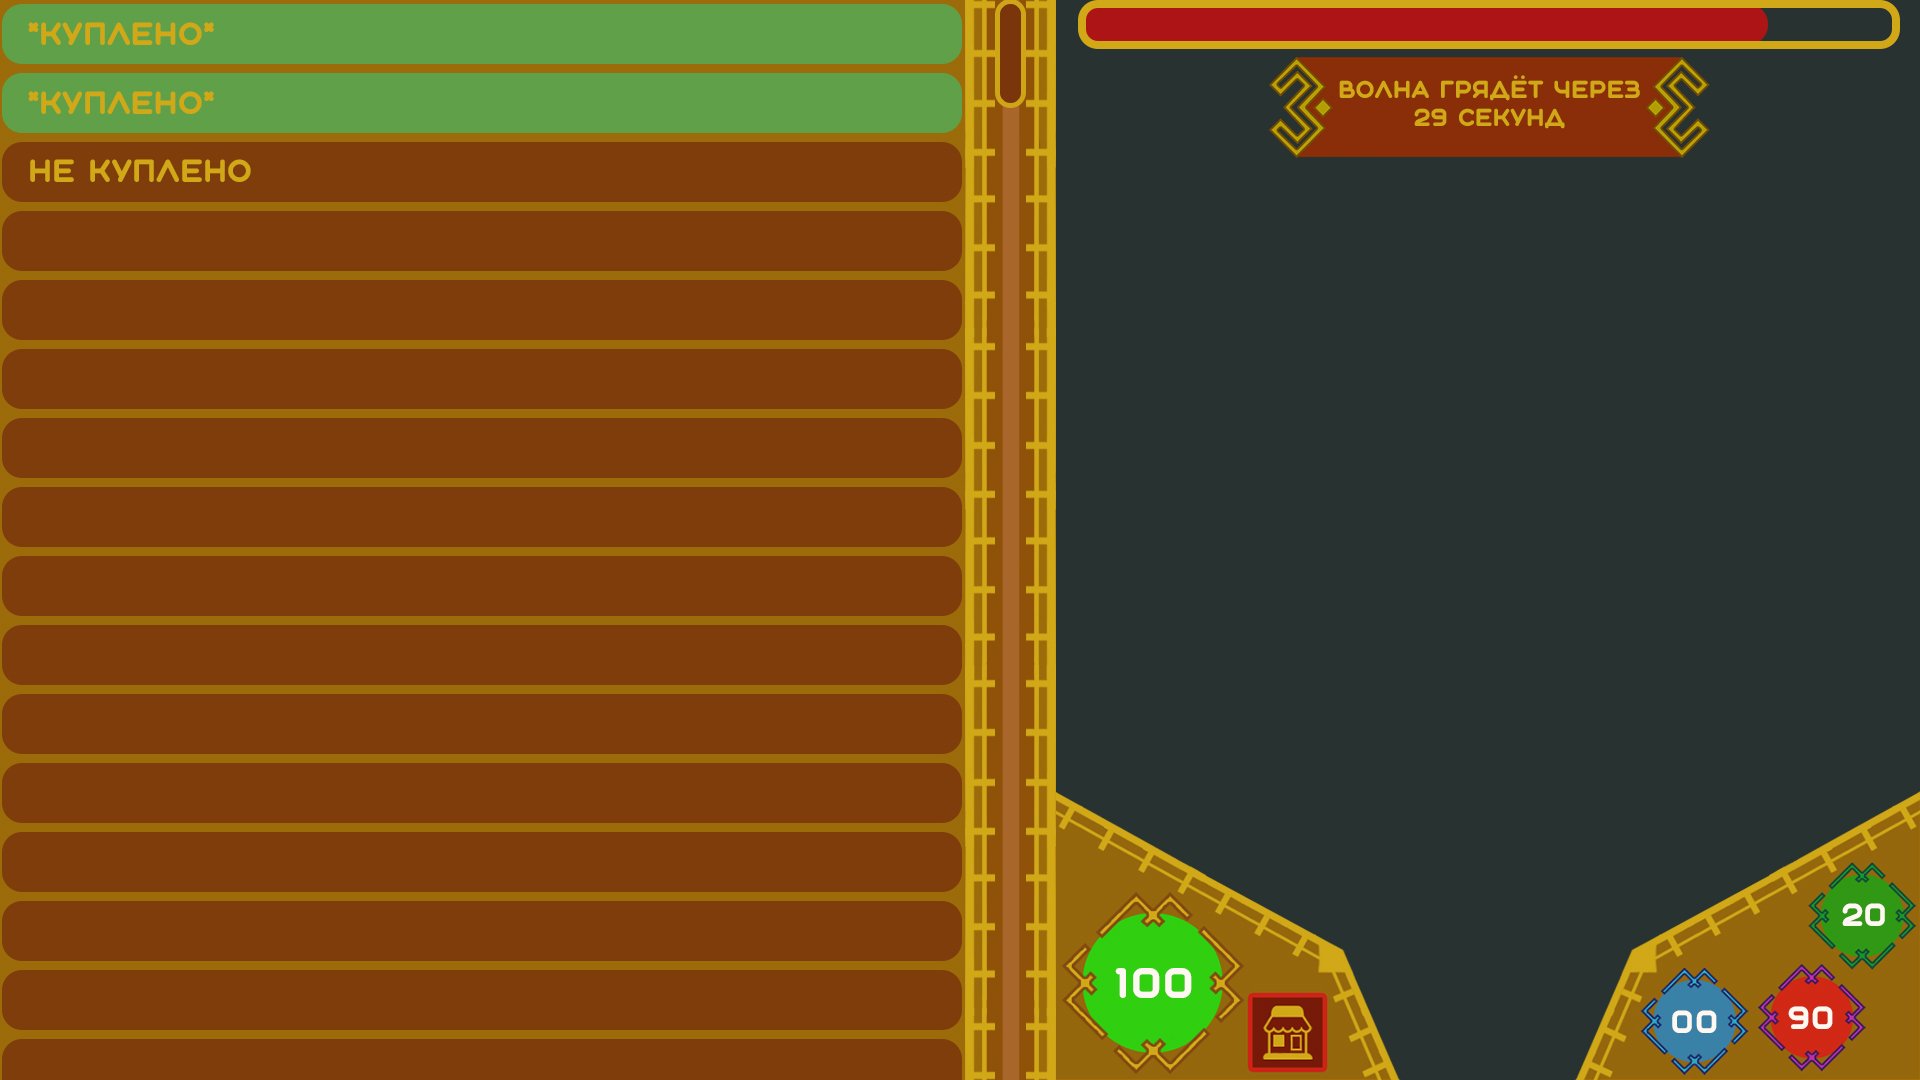 "КУПЛЕНО"
"КУПЛЕНО"
НЕ КУПЛЕНО
ВОЛНА ГРЯДЁТ ЧЕРЕЗ
29 СЕКУНД
100
20
00
90